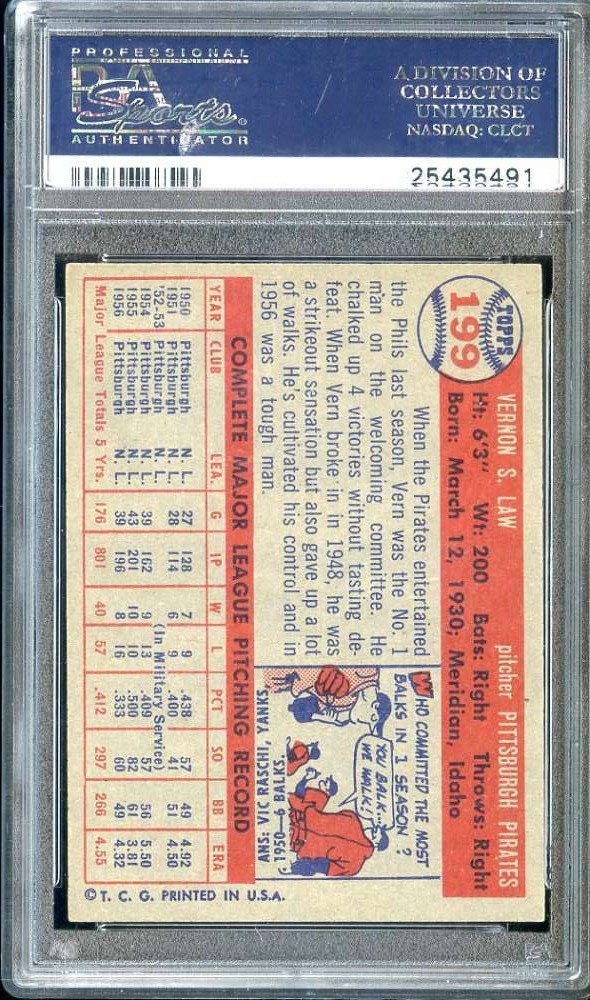 PROFESSIONAL
PSA
Sports
AUTHENTICATOR
A DIVISION OF
COLLECTORS
UNIVERSE
NASDAQ: CLCT
25435491
TOPPS
199
VERNON S. LAW pitcher PITTSBURGH PIRATES
Ht: 6'3" Wt: 200 Bats: Right Throws: Right
Born: March 12, 1930; Meridian, Idaho
When the Pirates entertained
the Phils last season, Vern was the No. 1
man on the welcoming committee. He
chalked up 4 victories without tasting de-
feat. When Vern broke in in 1948, he was
a strikeout sensation but also gave up a lot
of walks. He's cultivated his control and in
1956 was a tough man.
WHO COMMITTED THE MOST
BALKS IN 1 SEASON?
YOU BALK...
WE WALK!
ANS: VIC RASCHI, YANKS.
1950-6 BALKS.
COMPLETE MAJOR LEAGUE PITCHING RECORD
YEAR CLUB LEA. G IP W L PCT SO BB ERA
1950 Pittsburgh N. L. 27 128 7 9 .438 57 49 4.92
1951 Pittsburgh N. L. 28 114 6 9 .400 41 51 4.50
'52-53 Pittsburgh N. L. (In Military Service)
1954 Pittsburgh N. L. 39 162 9 13 .409 57 56 5.50
1955 Pittsburgh N. L. 43 201 10 10 .500 82 61 3.81
1956 Pittsburgh N. L. 39 196 8 16 .333 60 49 4.32
Major League Totals 5 Yrs. 176 801 40 57 .412 297 266 4.55
© T. C. G. PRINTED IN U.S.A.